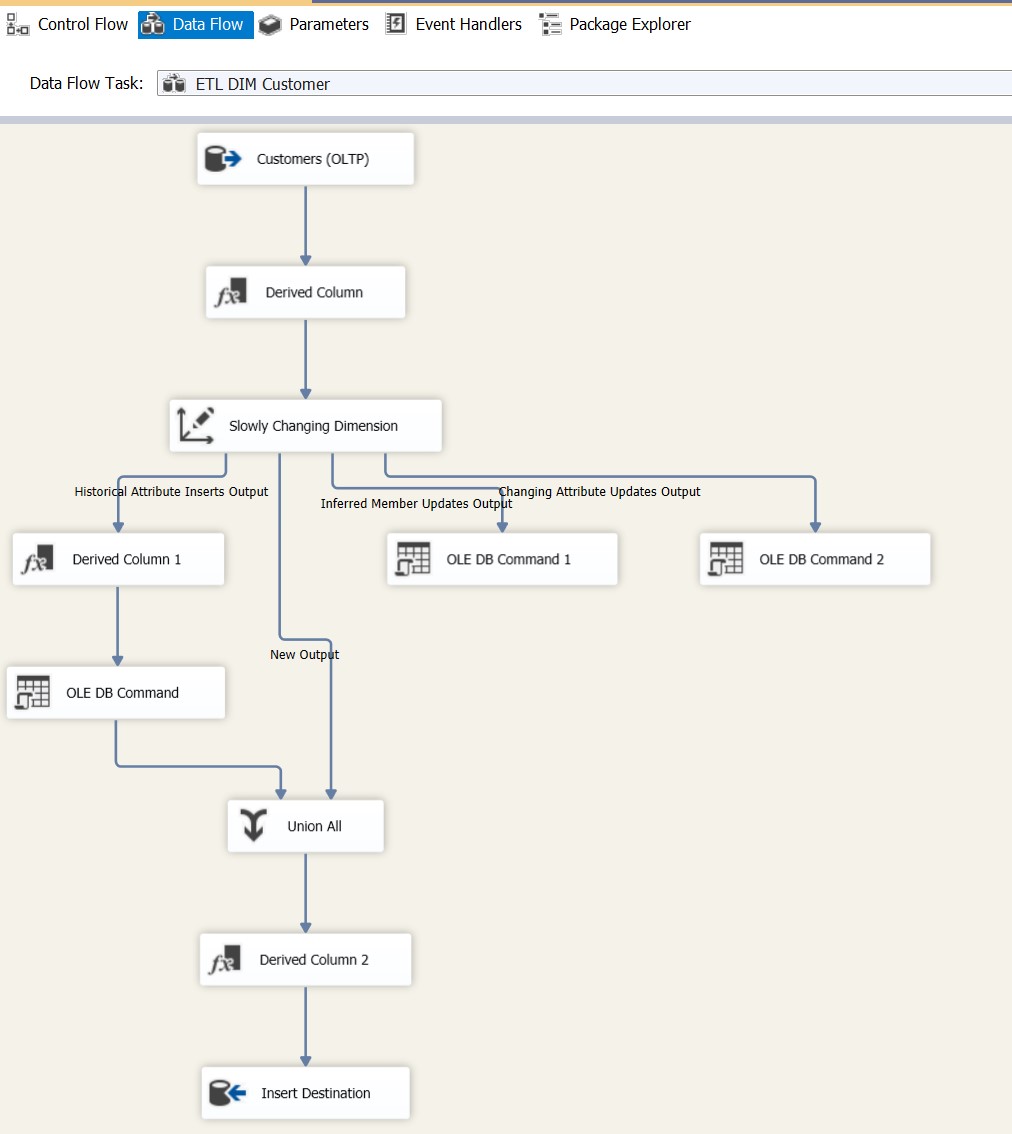 Control Flow Data Flow Parameters Event Handlers Package Explorer
Data Flow Task: ETL DIM Customer
Customers (OLTP)
Derived Column
Slowly Changing Dimension
Historical Attribute Inserts Output
Inferred Member Updates Output
Changing Attribute Updates Output
Derived Column 1
OLE DB Command 1
OLE DB Command 2
New Output
OLE DB Command
Union All
Derived Column 2
Insert Destination